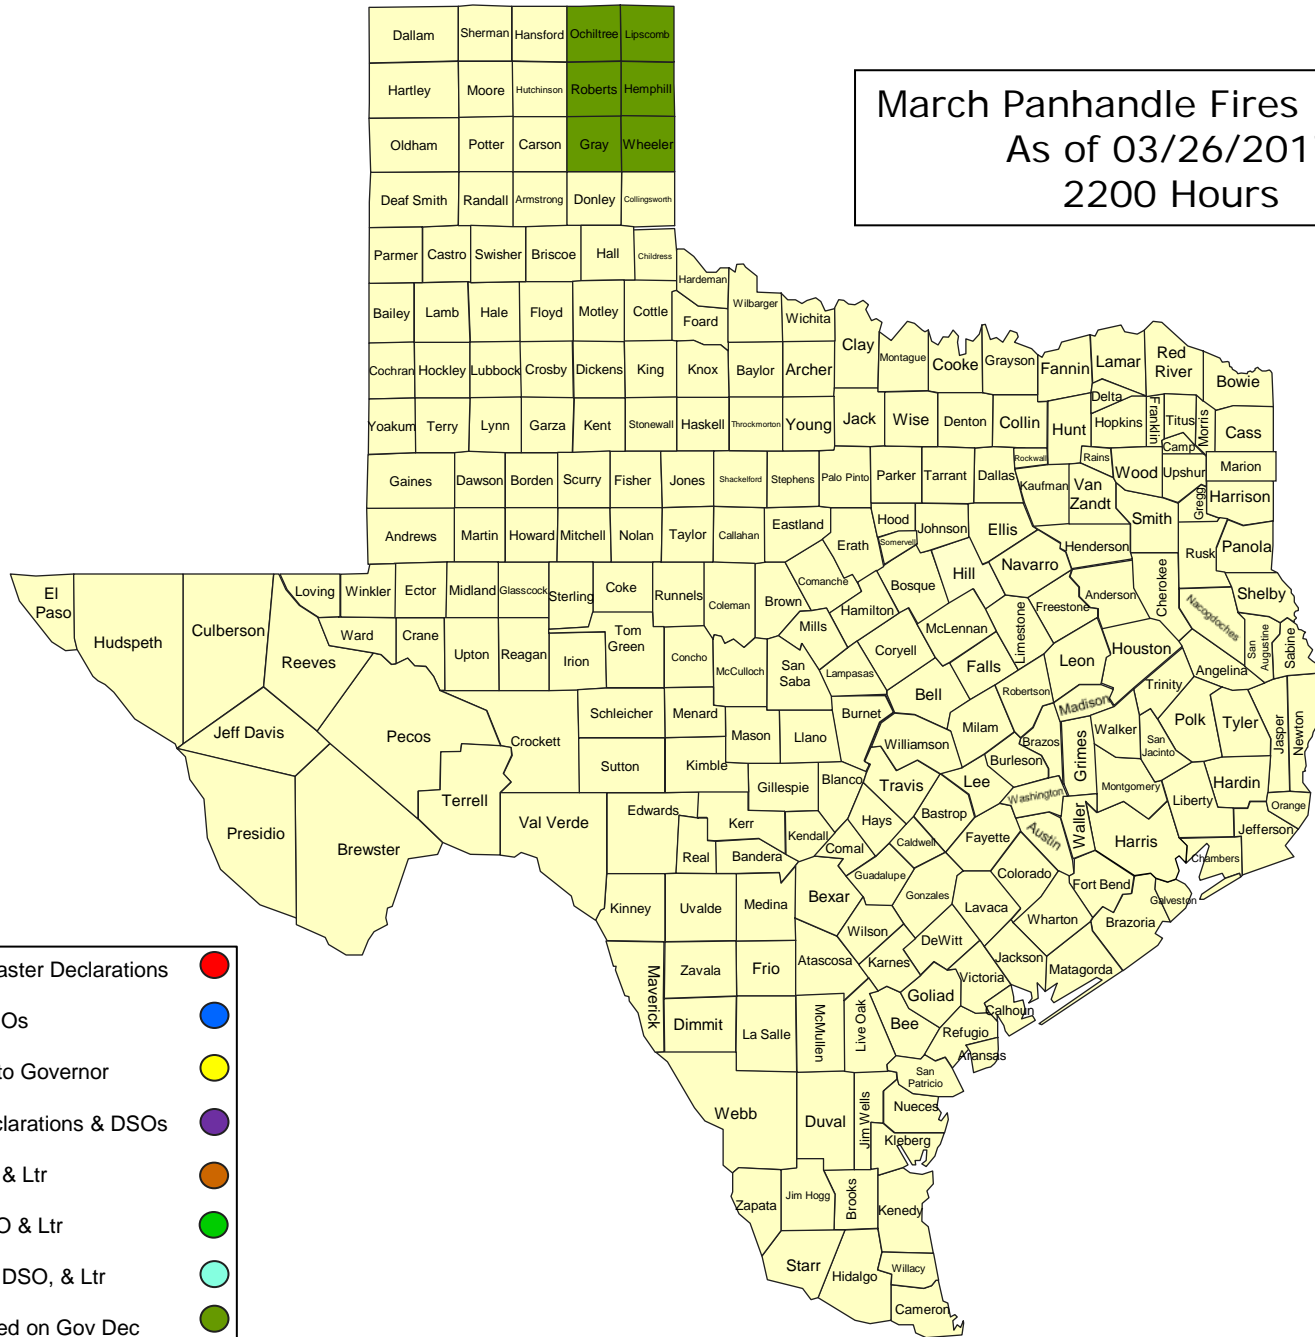 March Panhandle Fires
As of 03/26/201
2200 Hours
Dallam Sherman Hansford Ochiltree Lipscomb
Hartley Moore Hutchinson Roberts Hemphill
Oldham Potter Carson Gray Wheeler
Deaf Smith Randall Armstrong Donley Collingsworth
Parmer Castro Swisher Briscoe Hall Childress
Hardeman
Bailey Lamb Hale Floyd Motley Cottle Foard Wilbarger Wichita
Clay Montague Cooke Grayson Fannin Lamar Red
River Bowie
Cochran Hockley Lubbock Crosby Dickens King Knox Baylor Archer
Delta
Yoakum Terry Lynn Garza Kent Stonewall Haskell Throckmorton Young Jack Wise Denton Collin Hunt Hopkins Franklin Titus Morris Cass
Camp
Rockwall Rains
Gaines Dawson Borden Scurry Fisher Jones Shackelford Stephens Palo Pinto Parker Tarrant Dallas Kaufman Van
Zandt Wood Upshur Marion
Gregg Harrison
Andrews Martin Howard Mitchell Nolan Taylor Callahan Eastland Erath Hood Somervell Johnson Ellis Henderson Smith Rusk Panola
El
Paso Hudspeth Culberson Loving Winkler Ector Midland Glasscock Sterling Coke Runnels Coleman Brown Comanche Hamilton Bosque Hill Navarro Freestone Anderson Cherokee Nacogdoches Shelby
Reeves Ward Crane Upton Reagan Irion Tom
Green Concho McCulloch San
Saba Mills Lampasas Coryell McLennan Limestone Falls Leon Houston Angelina San
Augustine Sabine
Jeff Davis Pecos Crockett Schleicher Menard Mason Llano Burnet Bell Milam Robertson Madison Trinity Polk Tyler Jasper Newton
Williamson Brazos Grimes Walker San
Jacinto
Sutton Kimble Gillespie Blanco Travis Lee Burleson Washington Montgomery Liberty Hardin Orange
Presidio Brewster Terrell Val Verde Edwards Kerr Kendall Hays Bastrop Caldwell Fayette Austin Waller Harris Jefferson
Real Bandera Comal Guadalupe Gonzales Colorado Fort Bend Chambers Galveston
Kinney Uvalde Medina Bexar Wilson Lavaca Wharton Brazoria
Maverick Zavala Frio Atascosa Karnes DeWitt Jackson Matagorda
Victoria
Dimmit La Salle McMullen Live Oak Bee Goliad Refugio Calhoun
Aransas
San
Patricio
Webb Duval Jim Wells Nueces
Kleberg
Zapata Jim Hogg Brooks Kenedy
Starr Hidalgo Willacy
Cameron
aster Declarations
Os
to Governor
clarations & DSOs
& Ltr
O & Ltr
DSO, & Ltr
ed on Gov Dec